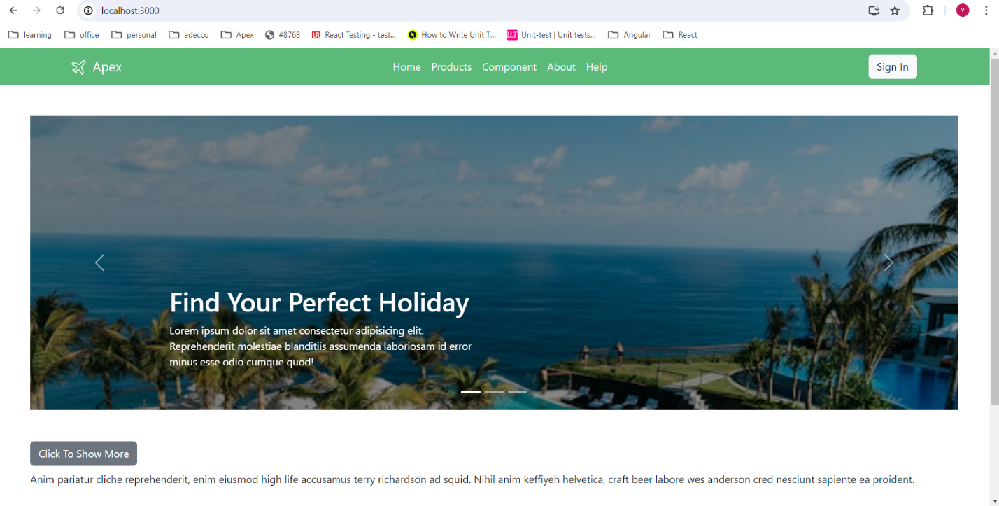 localhost:3000
V
learning office personal adecco Apex #8768 React Testing - test... How to Write Unit T... Unit-test | Unit tests... Angular React
Apex Home Products Component About Help Sign In
Find Your Perfect Holiday
Lorem ipsum dolor sit amet consectetur adipisicing elit.
Reprehenderit molestiae blanditiis assumenda laboriosam id error
minus esse odio cumque quod!
Click To Show More
Anim pariatur cliche reprehenderit, enim eiusmod high life accusamus terry richardson ad squid. Nihil anim keffiyeh helvetica, craft beer labore wes anderson cred nesciunt sapiente ea proident.